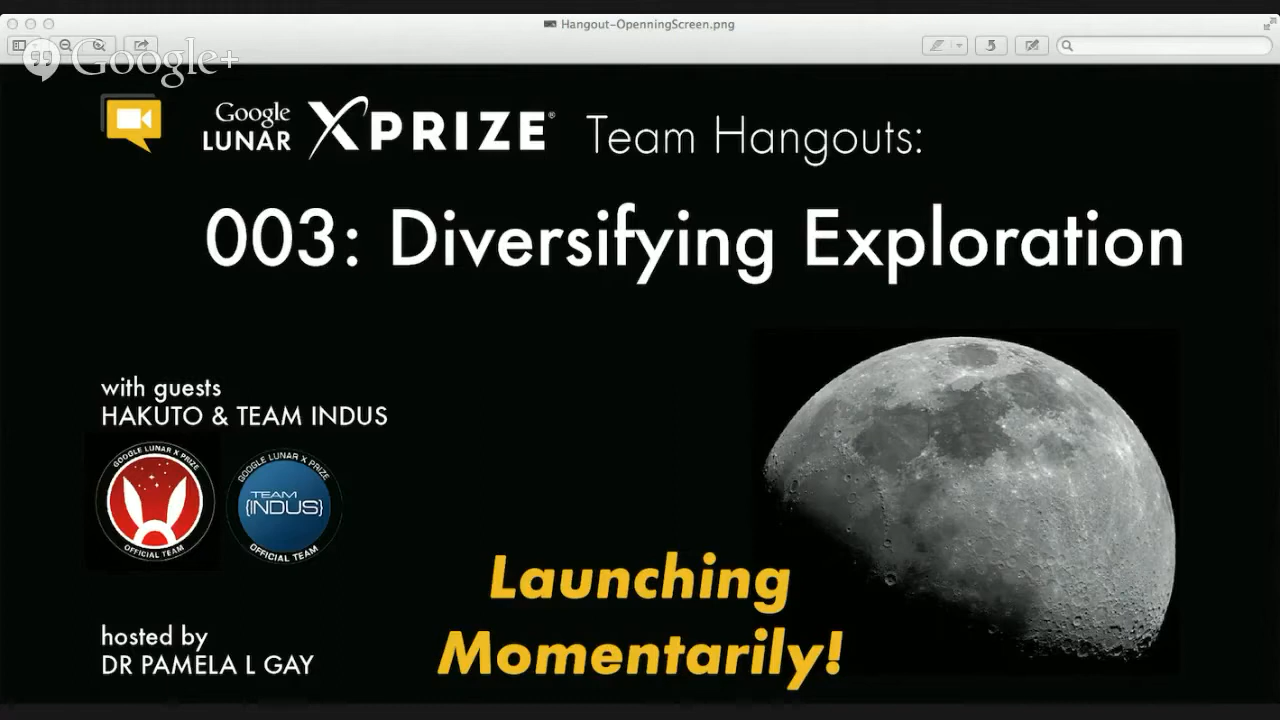 Hangout-OpenningScreen.png
Google+
Google
LUNAR XPRIZE® Team Hangouts:
003: Diversifying Exploration
with guests
HAKUTO & TEAM INDUS
GOOGLE LUNAR X PRIZE
OFFICIAL TEAM
GOOGLE LUNAR X PRIZE
TEAM
{INDUS}
OFFICIAL TEAM
Launching
Momentarily!
hosted by
DR PAMELA L GAY